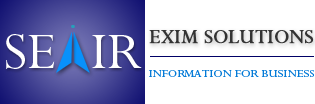 SEAIR
EXIM SOLUTIONS
INFORMATION FOR BUSINESS